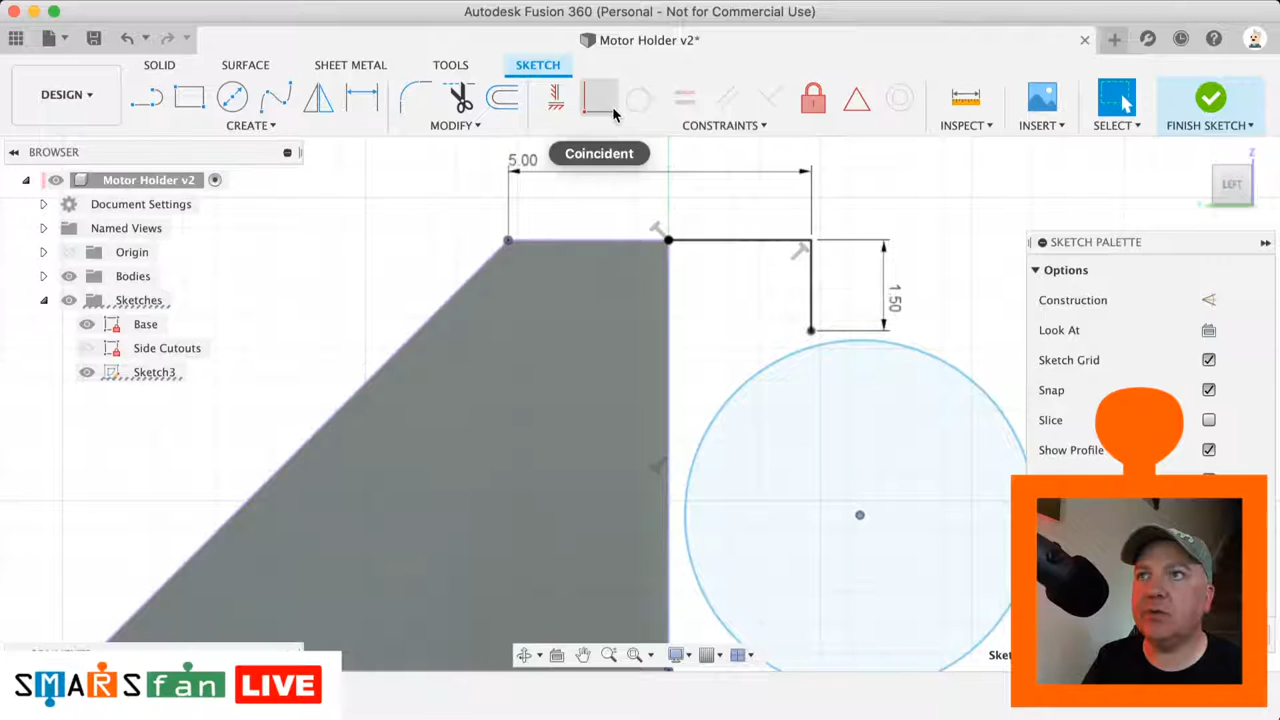 Autodesk Fusion 360 (Personal - Not for Commercial Use)
Motor Holder v2*
SOLID SURFACE SHEET METAL TOOLS SKETCH
DESIGN
CREATE MODIFY CONSTRAINTS INSPECT INSERT SELECT FINISH SKETCH
BROWSER
Coincident
5.00
Motor Holder v2
LEFT
Z
Document Settings
Named Views
SKETCH PALETTE
Origin
Options
Bodies
Construction
1.50
Sketches
Base
Look At
Side Cutouts
Sketch Grid
Sketch3
Snap
Slice
Show Profile
SMARSfan LIVE